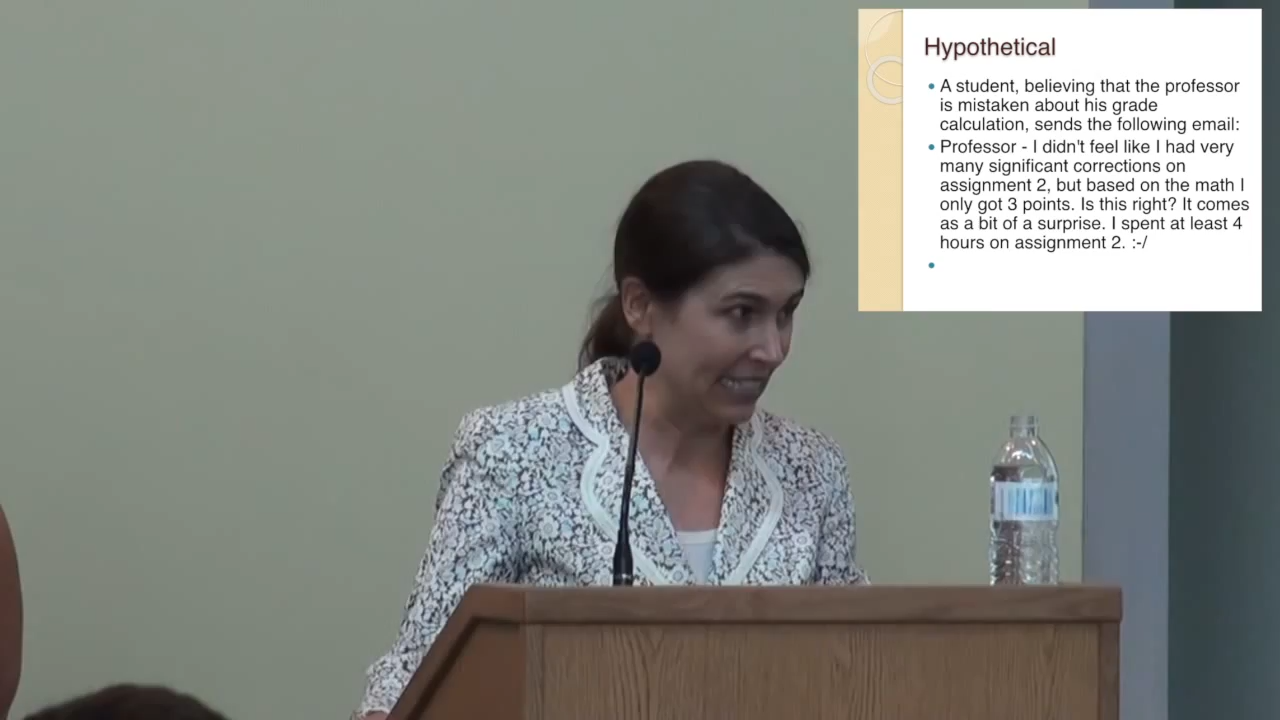 Hypothetical
• A student, believing that the professor
is mistaken about his grade
calculation, sends the following email:
• Professor - I didn't feel like I had very
many significant corrections on
assignment 2, but based on the math I
only got 3 points. Is this right? It comes
as a bit of a surprise. I spent at least 4
hours on assignment 2. :-/
•